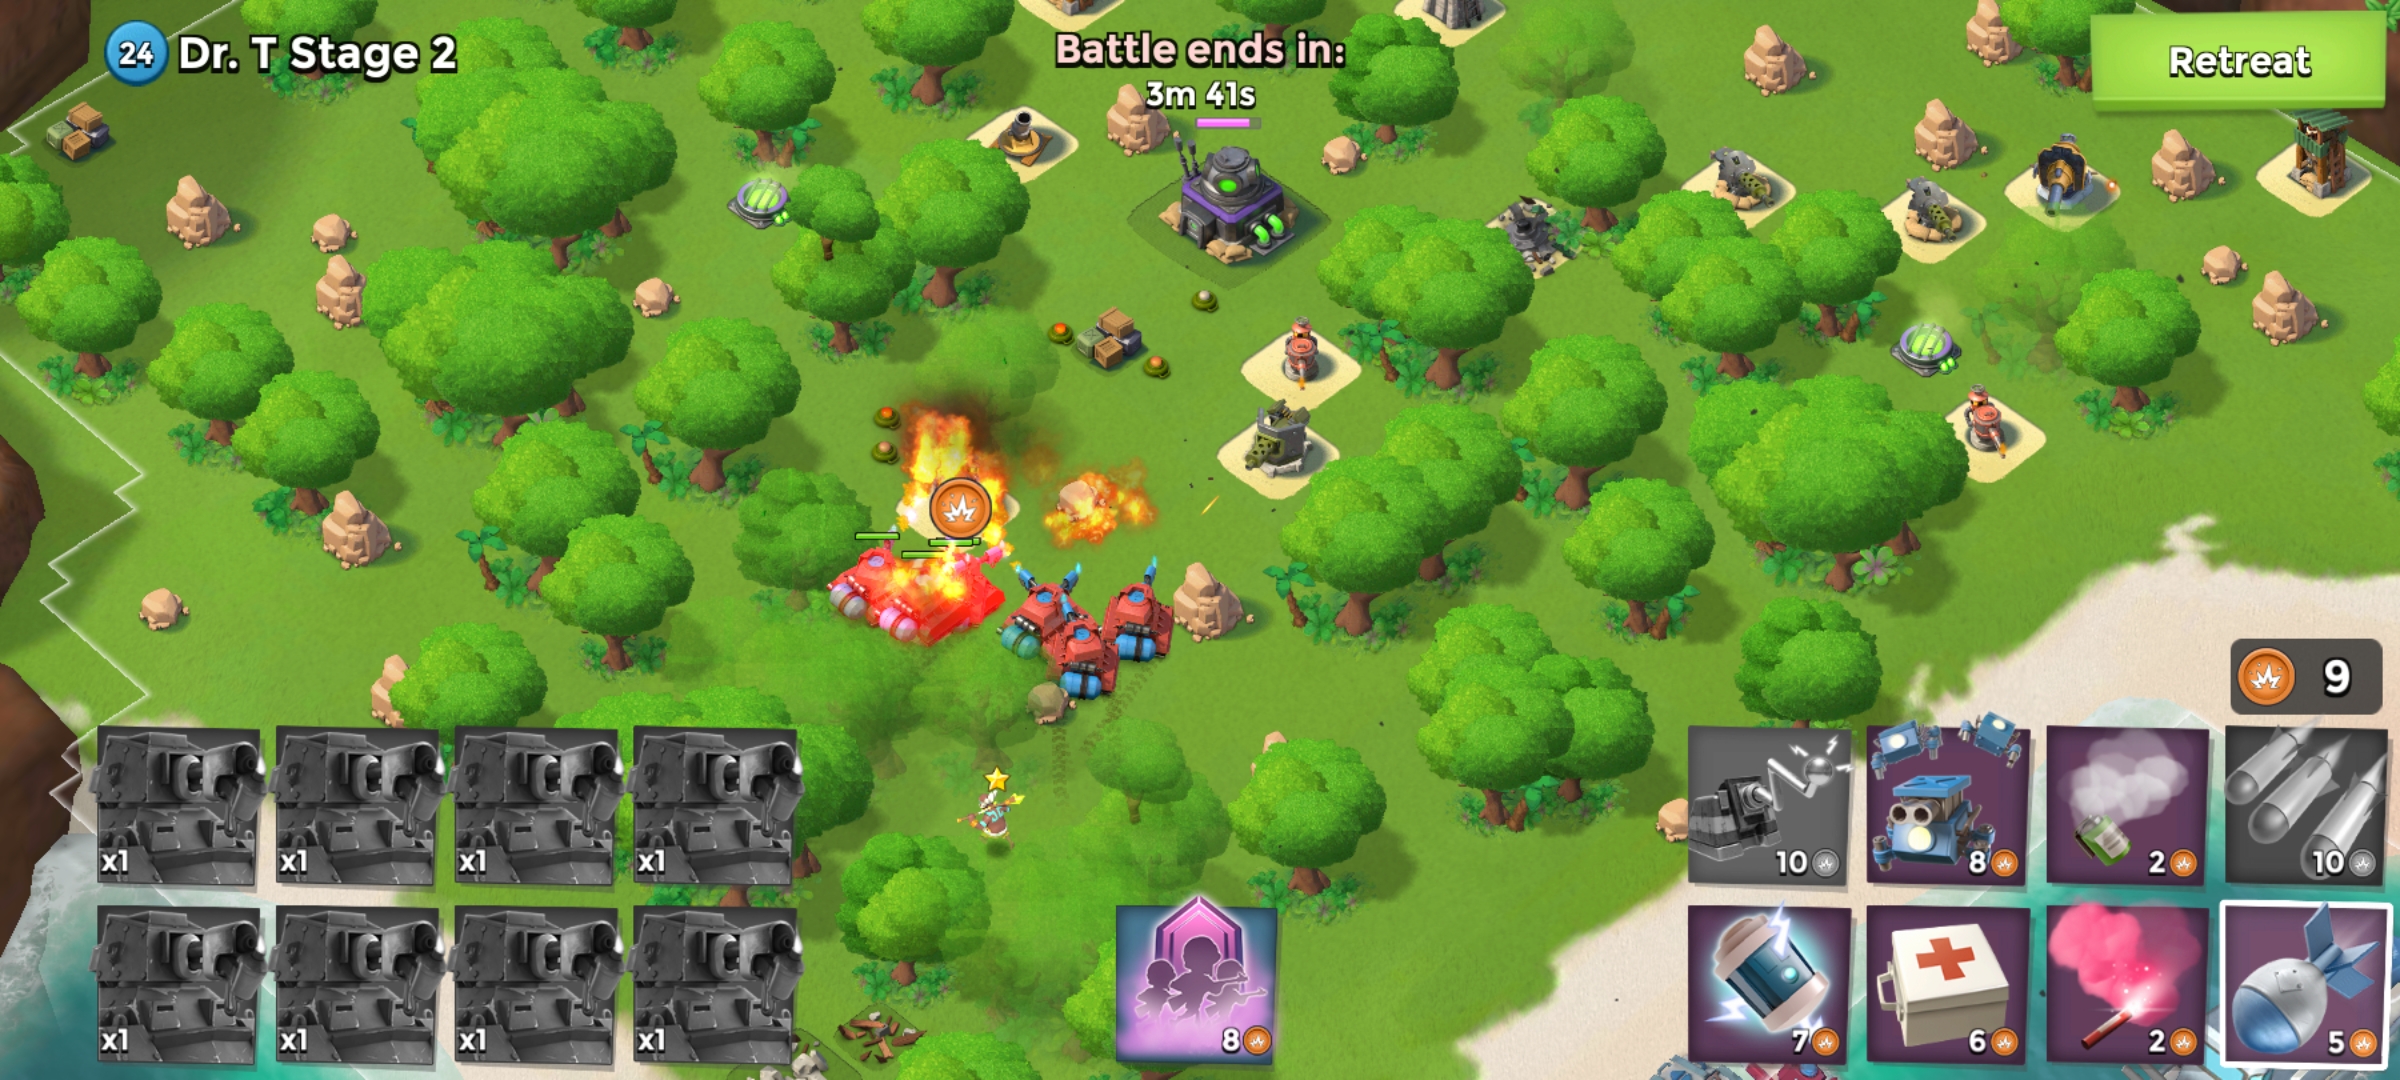 24 Dr. T Stage 2
Battle ends in:
3m 41s
Retreat
9
x1 x1 x1 x1
10 8 2 10
x1 x1 x1 x1
8
7 6 2 5